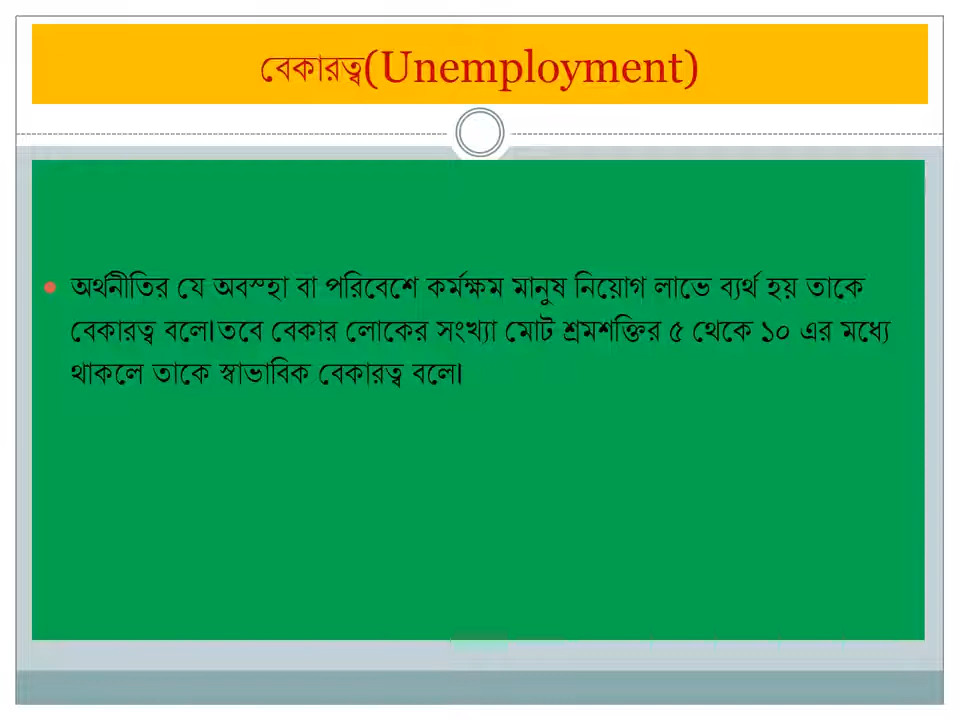 বেকারত্ব(Unemployment)
অর্থনীতির যে অবস্হা বা পরিবেশে কর্মক্ষম মানুষ নিয়োগ লাভে ব্যর্থ হয় তাকে
বেকারত্ব বলে।তবে বেকার লোকের সংখ্যা মোট শ্রমশক্তির ৫ থেকে ১০ এর মধ্যে
থাকলে তাকে স্বাভাবিক বেকারত্ব বলে।